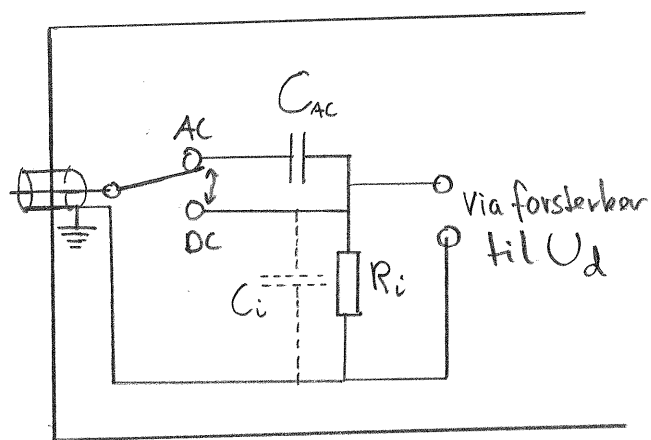 C_AC
AC
DC
C_i
R_i
Via forsterker
til U_d